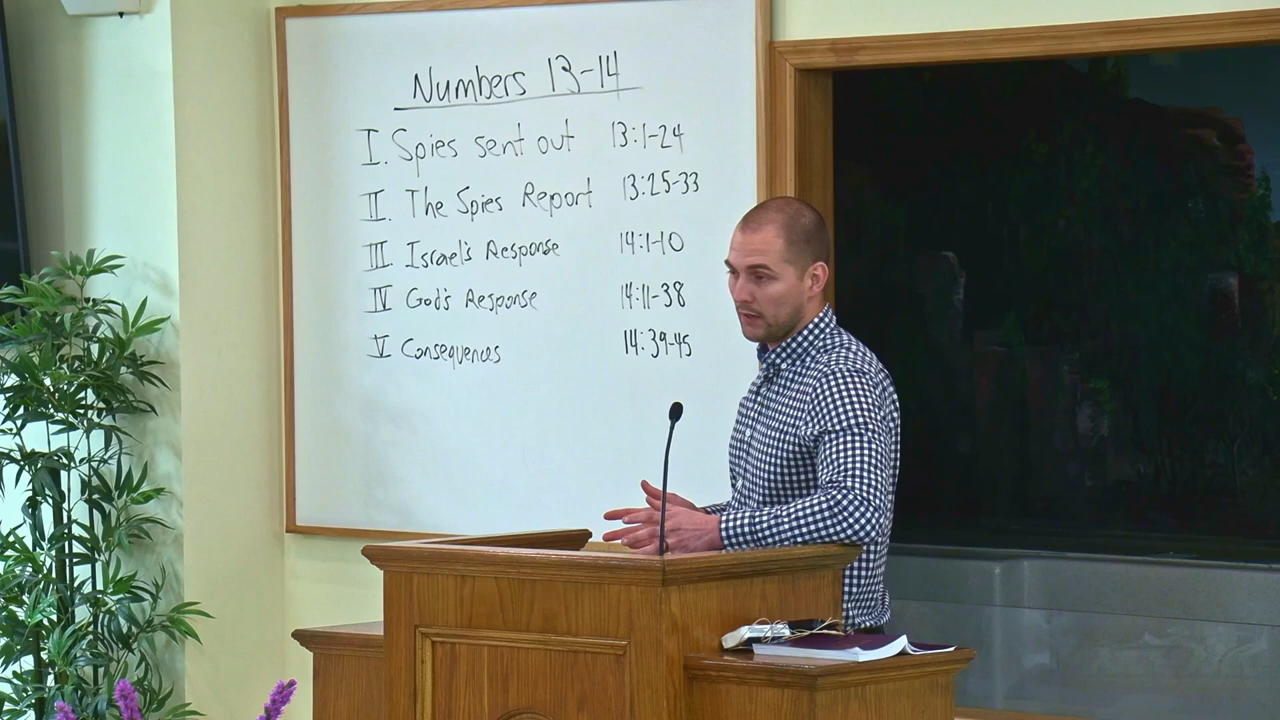 Numbers 13-14
I. Spies sent out 13:1-24
II. The Spies Report 13:25-33
III. Israel's Response 14:1-10
IV God's Response 14:11-38
V Consequences 14:39-45